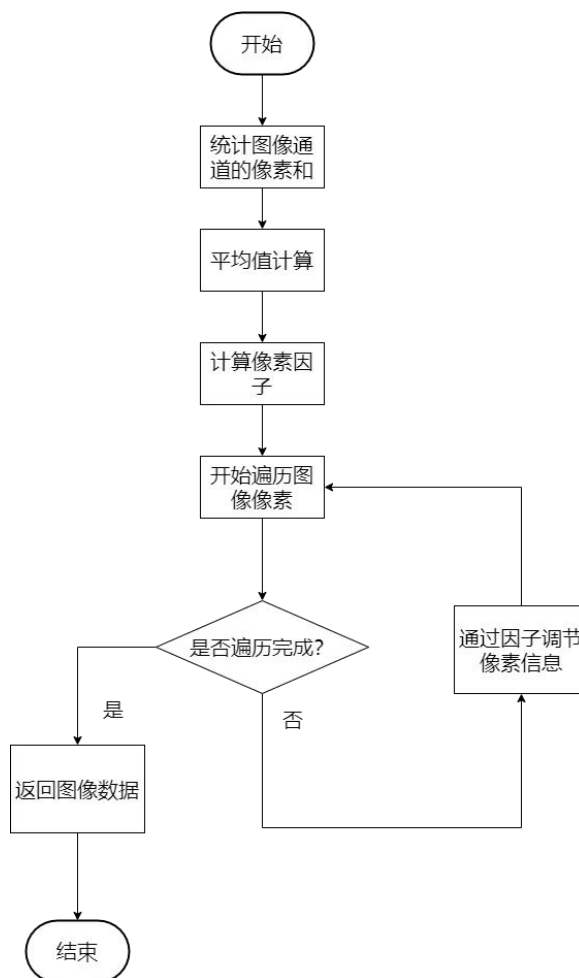 开始
统计图像通
道的像素和
平均值计算
计算像素因
子
开始遍历图
像像素
是否遍历完成?
通过因子调节
像素信息
是
否
返回图像数据
结束